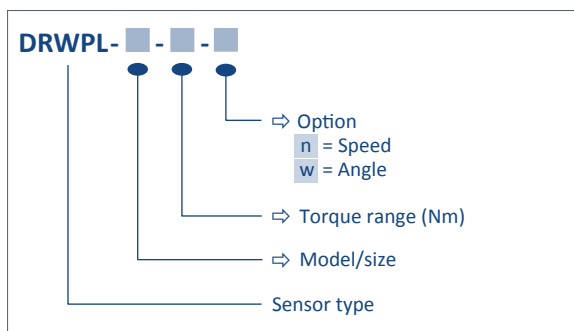 DRWPL- - -
⇨ Option
n = Speed
w = Angle
⇨ Torque range (Nm)
⇨ Model/size
Sensor type